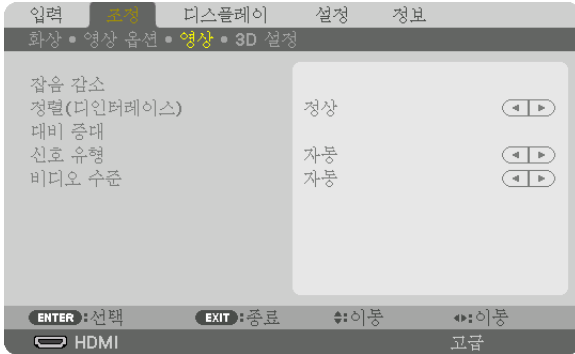 입력 조정 디스플레이 설정 정보
화상 • 영상 옵션 • 영상 • 3D 설정
잡음 감소
정렬(디인터레이스) 정상
대비 증대
신호 유형 자동
비디오 수준 자동
ENTER :선택 EXIT :종료 :이동 :이동
HDMI 고급